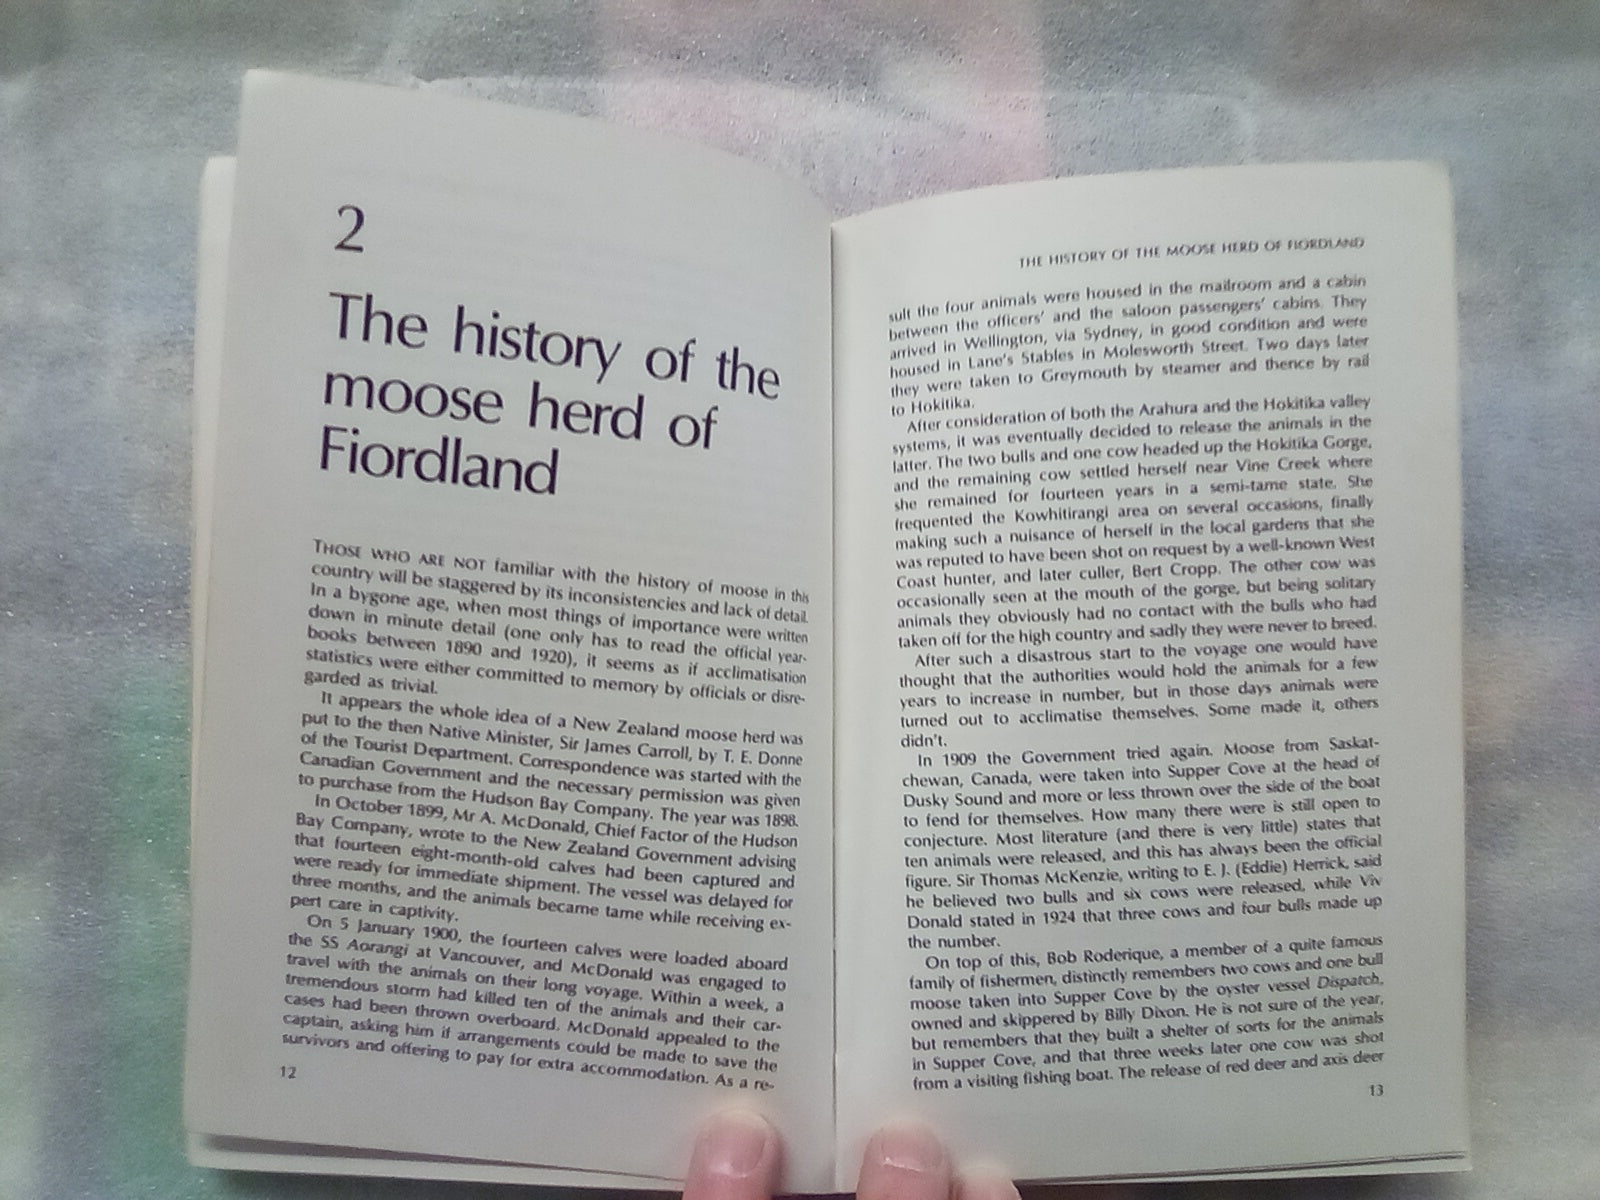 2
The history of the
moose herd of
Fiordland
THOSE WHO ARE NOT familiar with the history of moose in this
country will be staggered by its inconsistencies and lack of detail.
In a bygone age, when most things of importance were written
down in minute detail (one only has to read the official year-
books between 1890 and 1920), it seems as if acclimatisation
statistics were either committed to memory by officials or disre-
garded as trivial.
It appears the whole idea of a New Zealand moose herd was
put to the then Native Minister, Sir James Carroll, by T. E. Donne
of the Tourist Department. Correspondence was started with the
Canadian Government and the necessary permission was given
to purchase from the Hudson Bay Company. The year was 1898.
In October 1899, Mr A. McDonald, Chief Factor of the Hudson
Bay Company, wrote to the New Zealand Government advising
that fourteen eight-month-old calves had been captured and
were ready for immediate shipment. The vessel was delayed for
three months, and the animals became tame while receiving ex-
pert care in captivity.
On 5 January 1900, the fourteen calves were loaded aboard
the SS Aorangi at Vancouver, and McDonald was engaged to
travel with the animals on their long voyage. Within a week, a
tremendous storm had killed ten of the animals and their car-
cases had been thrown overboard. McDonald appealed to the
captain, asking him if arrangements could be made to save the
survivors and offering to pay for extra accommodation. As a re-
12
THE HISTORY OF THE MOOSE HERD OF FIORDLAND
sult the four animals were housed in the mailroom and a cabin
between the officers' and the saloon passengers' cabins. They
arrived in Wellington, via Sydney, in good condition and were
housed in Lane's Stables in Molesworth Street. Two days later
they were taken to Greymouth by steamer and thence by rail
to Hokitika.
After consideration of both the Arahura and the Hokitika valley
systems, it was eventually decided to release the animals in the
latter. The two bulls and one cow headed up the Hokitika Gorge,
and the remaining cow settled herself near Vine Creek where
she remained for fourteen years in a semi-tame state. She
frequented the Kowhitirangi area on several occasions, finally
making such a nuisance of herself in the local gardens that she
was reputed to have been shot on request by a well-known West
Coast hunter, and later culler, Bert Cropp. The other cow was
occasionally seen at the mouth of the gorge, but being solitary
animals they obviously had no contact with the bulls who had
taken off for the high country and sadly they were never to breed.
After such a disastrous start to the voyage one would have
thought that the authorities would hold the animals for a few
years to increase in number, but in those days animals were
turned out to acclimatise themselves. Some made it, others
didn't.
In 1909 the Government tried again. Moose from Saskat-
chewan, Canada, were taken into Supper Cove at the head of
Dusky Sound and more or less thrown over the side of the boat
to fend for themselves. How many there were is still open to
conjecture. Most literature (and there is very little) states that
ten animals were released, and this has always been the official
figure. Sir Thomas McKenzie, writing to E. J. (Eddie) Herrick, said
he believed two bulls and six cows were released, while Viv
Donald stated in 1924 that three cows and four bulls made up
the number.
On top of this, Bob Roderique, a member of a quite famous
family of fishermen, distinctly remembers two cows and one bull
moose taken into Supper Cove by the oyster vessel Dispatch,
owned and skippered by Billy Dixon. He is not sure of the year,
but remembers that they built a shelter of sorts for the animals
in Supper Cove, and that three weeks later one cow was shot
from a visiting fishing boat. The release of red deer and axis deer
13